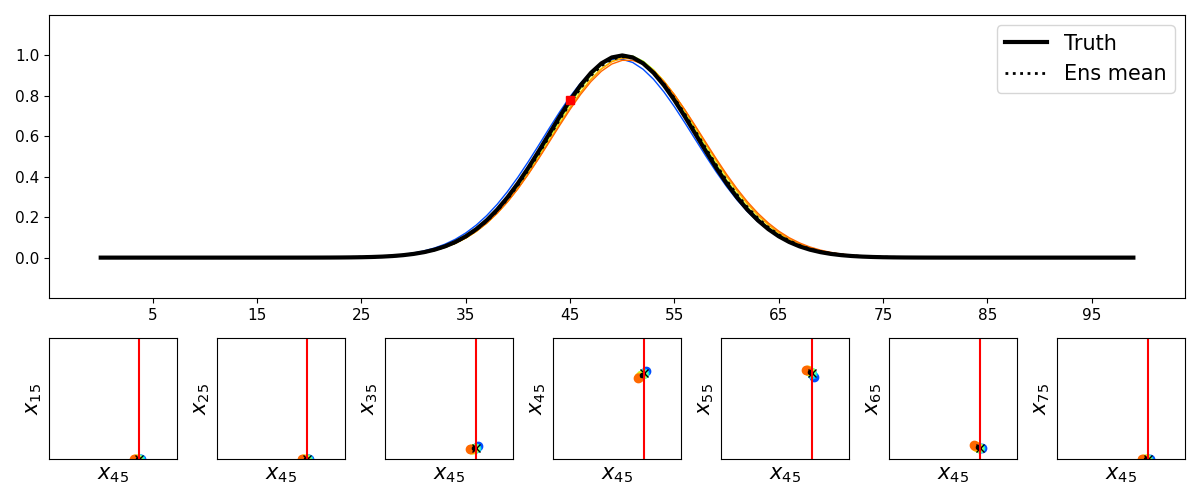 1.0
0.8
0.6
0.4
0.2
0.0
Truth
Ens mean
5 15 25 35 45 55 65 75 85 95
x₁₅ x₂₅ x₃₅ x₄₅ x₅₅ x₆₅ x₇₅
x₄₅ x₄₅ x₄₅ x₄₅ x₄₅ x₄₅ x₄₅